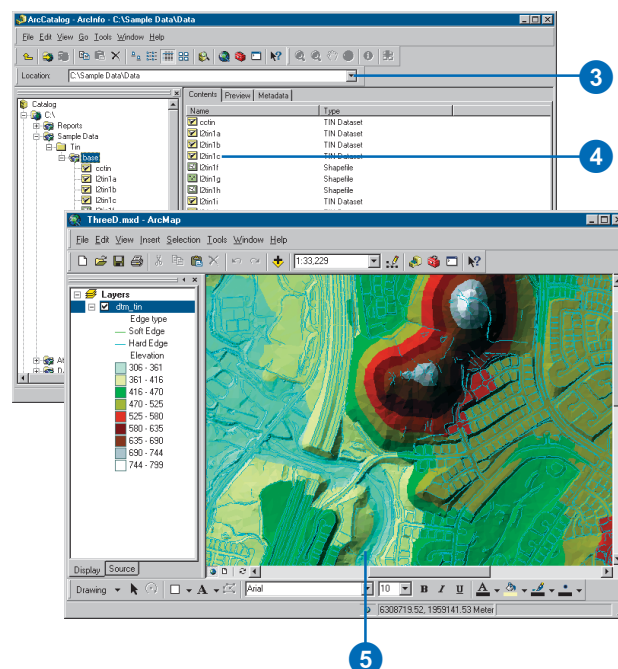 ArcCatalog - ArcInfo - C:\Sample Data\Data
File Edit View Go Tools Window Help
Location: C:\Sample Data\Data
3
Contents Preview Metadata
Catalog
C:\
Reports
Sample Data
Tin
base
cctin
l2tin1a
l2tin1b
l2tin1c
Name Type
cctin TIN Dataset
l2tin1a TIN Dataset
l2tin1b TIN Dataset
l2tin1c TIN Dataset
4
l2tin1f Shapefile
l2tin1g Shapefile
l2tin1h Shapefile
l2tin1i TIN Dataset
ThreeD.mxd - ArcMap
File Edit View Insert Selection Tools Window Help
1:33,229
Layers
dtm_tin
Edge type
Soft Edge
Hard Edge
Elevation
306 - 361
361 - 416
416 - 470
470 - 525
525 - 580
580 - 635
635 - 690
690 - 744
744 - 799
Display Source
Drawing A Arial 10 B I U A
6308719.52, 1959141.53 Meter
5